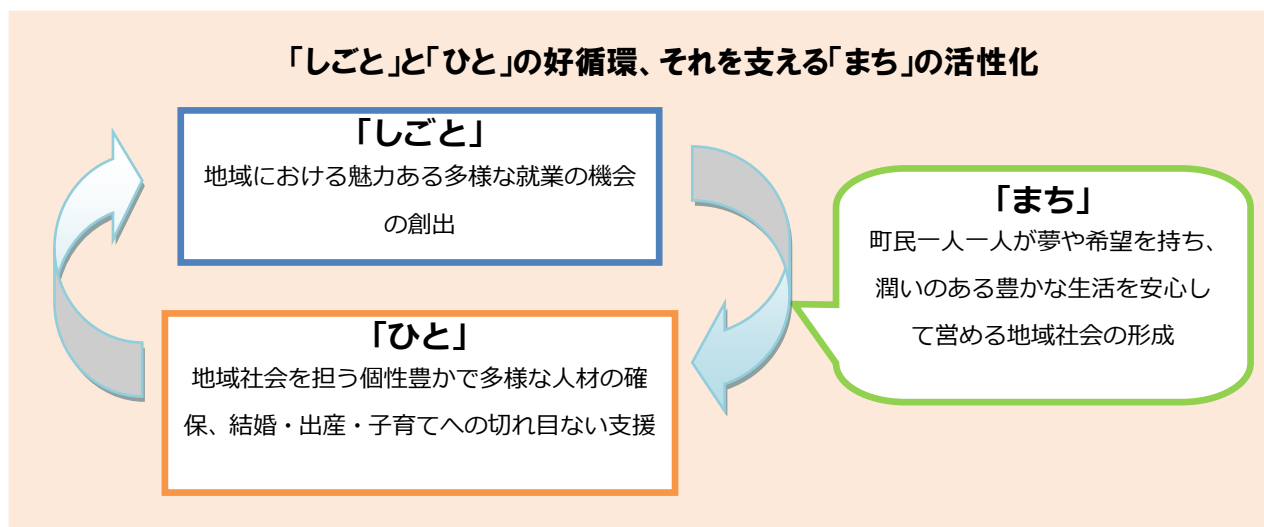 「しごと」と「ひと」の好循環、それを支える「まち」の活性化
「しごと」
地域における魅力ある多様な就業の機会
の創出
「まち」
町民一人一人が夢や希望を持ち、
潤いのある豊かな生活を安心し
て営める地域社会の形成
「ひと」
地域社会を担う個性豊かで多様な人材の確
保、結婚・出産・子育てへの切れ目ない支援